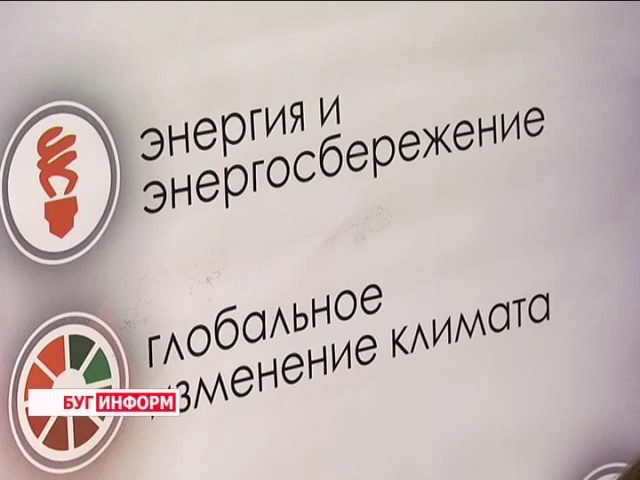 энергия и
энергосбережение
глобальное
изменение климата
БУГ ИНФОРМ